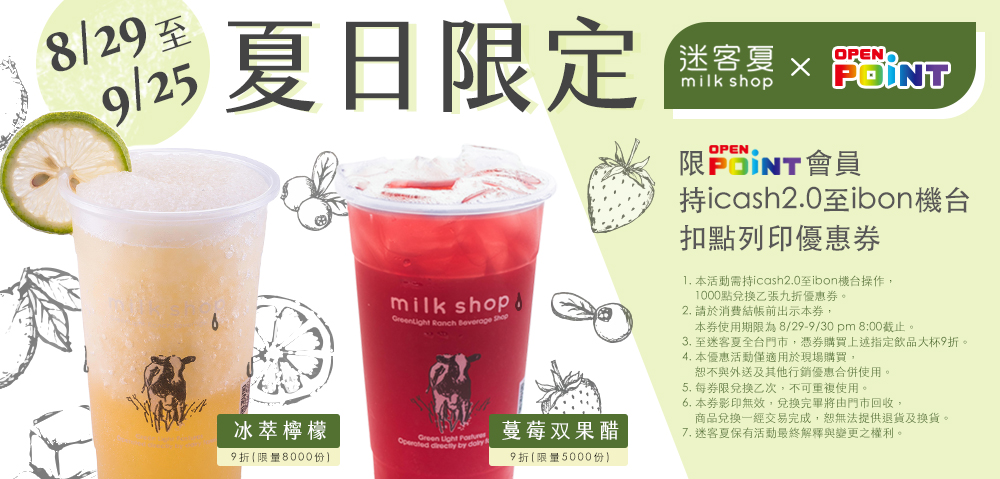 8/29至
9/25
夏日限定
迷客夏
milk shop
×
OPEN
POiNT
限OPEN POiNT會員
持icash2.0至ibon機台
扣點列印優惠券
1. 本活動需持icash2.0至ibon機台操作，
1000點兌換乙張九折優惠券。
2. 請於消費結帳前出示本券，
本券使用期限為 8/29-9/30 pm 8:00截止。
3. 至迷客夏全台門市，憑券購買上述指定飲品大杯9折。
4. 本優惠活動僅適用於現場購買，
恕不與外送及其他行銷優惠合併使用。
5. 每券限兌換乙次，不可重複使用。
6. 本券影印無效，兌換完畢將由門市回收，
商品兌換一經交易完成，恕無法提供退貨及換貨。
7. 迷客夏保有活動最終解釋與變更之權利。
milk shop
GreenLight Ranch Beverage Shop
Green Light Pastures
Operated directly by dairy
冰萃檸檬
9折(限量8000份)
蔓莓双果醋
9折(限量5000份)